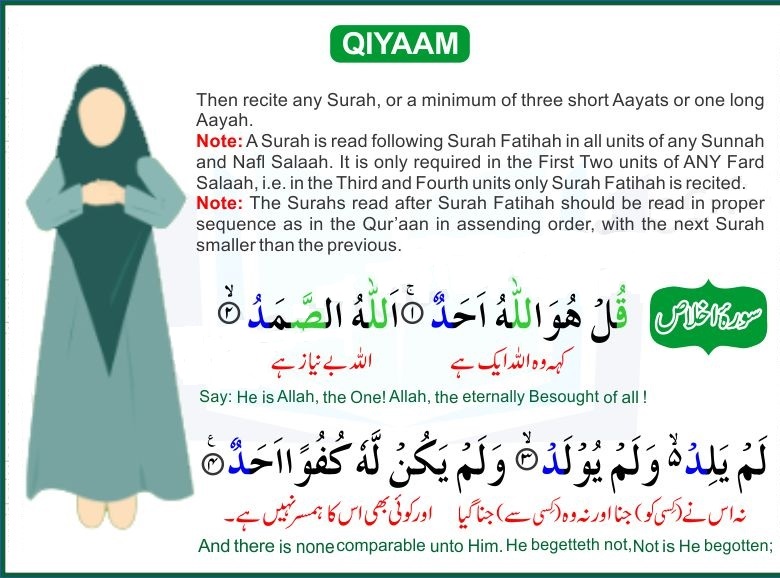 QIYAAM
Then recite any Surah, or a minimum of three short Aayats or one long
Aayah.
Note: A Surah is read following Surah Fatihah in all units of any Sunnah
and Nafl Salaah. It is only required in the First Two units of ANY Fard
Salaah, i.e. in the Third and Fourth units only Surah Fatihah is recited.
Note: The Surahs read after Surah Fatihah should be read in proper
sequence as in the Qur'aan in assending order, with the next Surah
smaller than the previous.
سورۂ اخلاص
قُلْ هُوَ اللّٰهُ اَحَدٌ ۚ۝۱ اَللّٰهُ الصَّمَدُ ۙ۝۲
کہہ وہ اللہ ایک ہے اللہ بے نیاز ہے
Say: He is Allah, the One! Allah, the eternally Besought of all !
لَمْ يَلِدْ ۙ۬ وَلَمْ يُوْلَدْ ۙ۝۳ وَلَمْ يَكُنْ لَّهٗ كُفُوًا اَحَدٌ ۧ۝۴
نہ اس نے (کسی کو) جنا اور نہ وہ (کسی سے) جنا گیا اور کوئی بھی اس کا ہمسر نہیں ہے۔
And there is none comparable unto Him. He begetteth not, Not is He begotten;